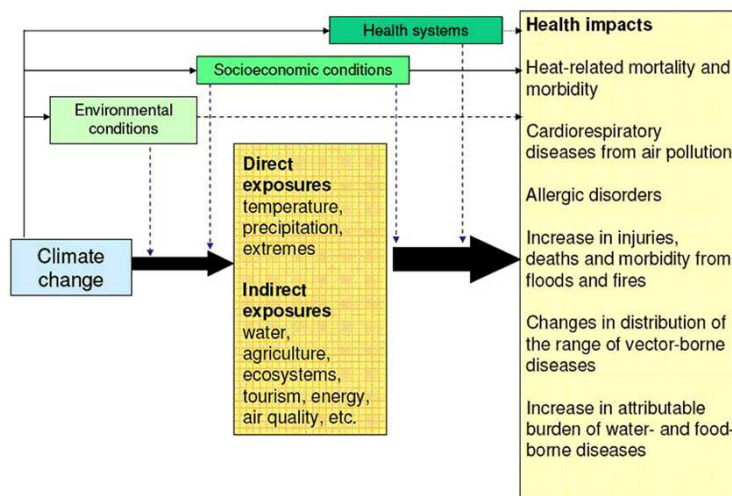 Health systems
Socioeconomic conditions
Environmental
conditions
Climate
change
Direct
exposures
temperature,
precipitation,
extremes
Indirect
exposures
water,
agriculture,
ecosystems,
tourism, energy,
air quality, etc.
Health impacts
Heat-related mortality and
morbidity
Cardiorespiratory
diseases from air pollution
Allergic disorders
Increase in injuries,
deaths and morbidity from
floods and fires
Changes in distribution of
the range of vector-borne
diseases
Increase in attributable
burden of water- and food-
borne diseases